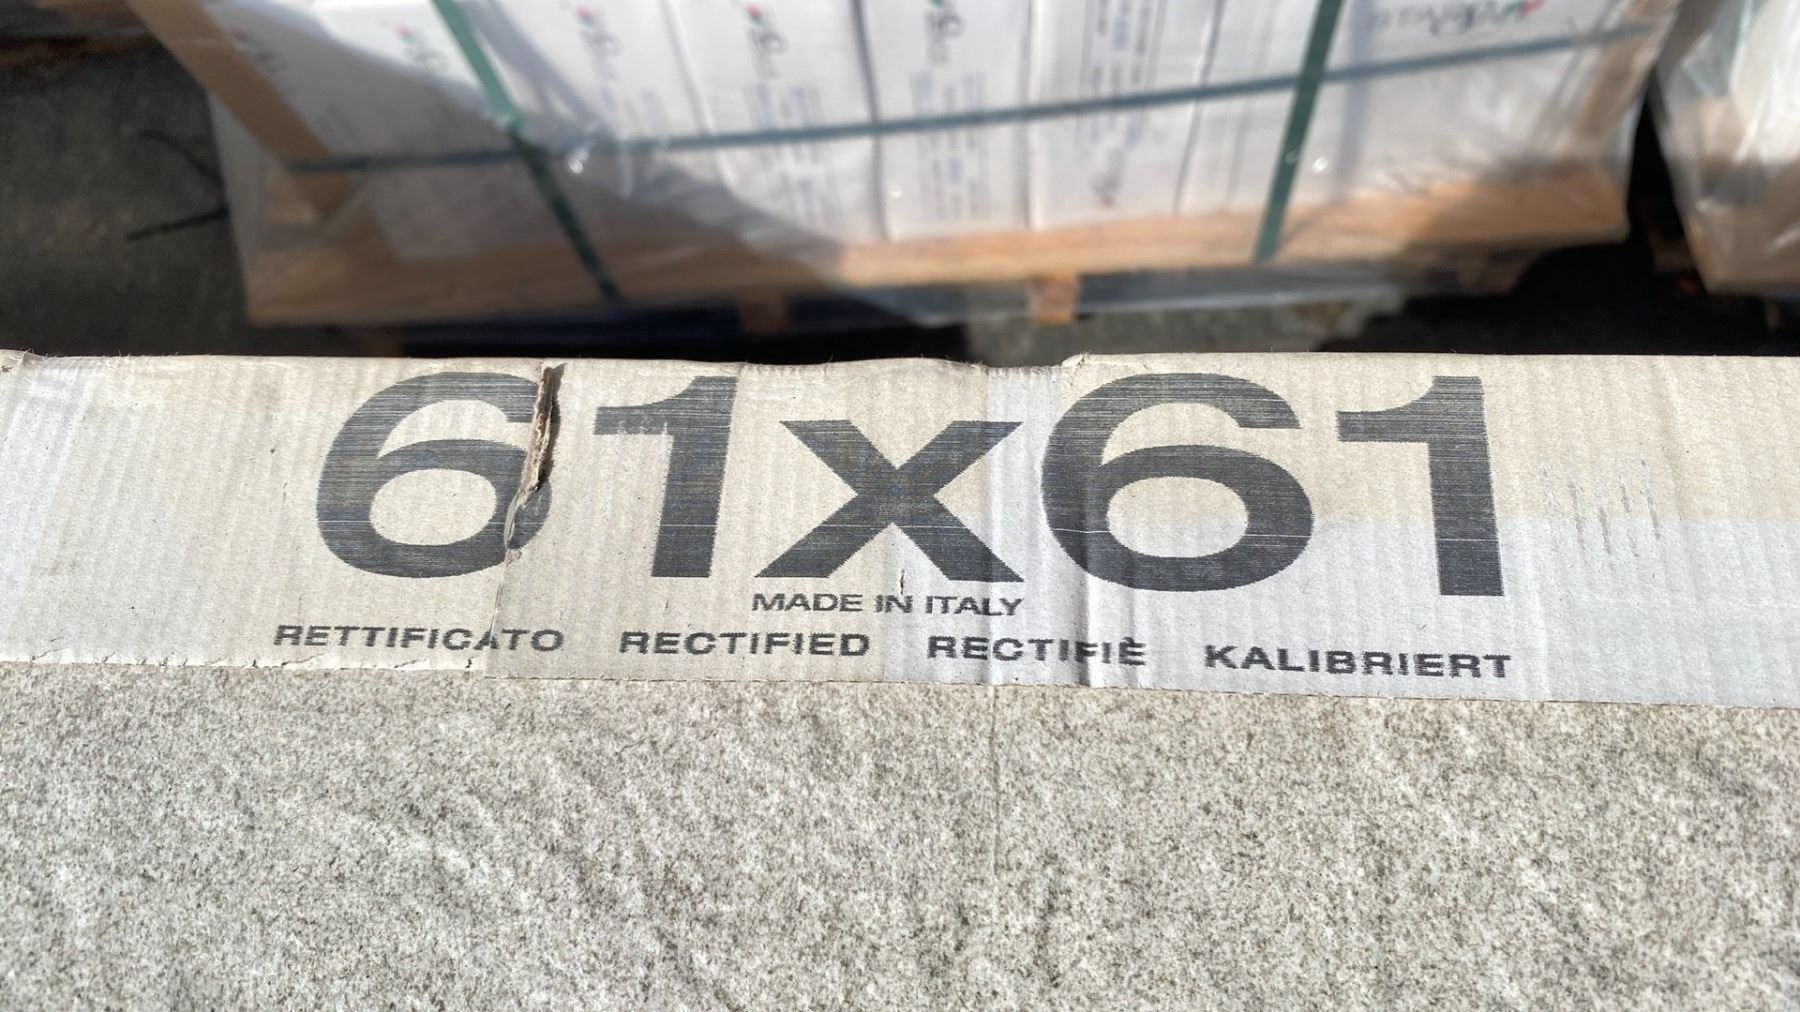 61x61
MADE IN ITALY
RETTIFICATO RECTIFIED RECTIFIÈ KALIBRIERT